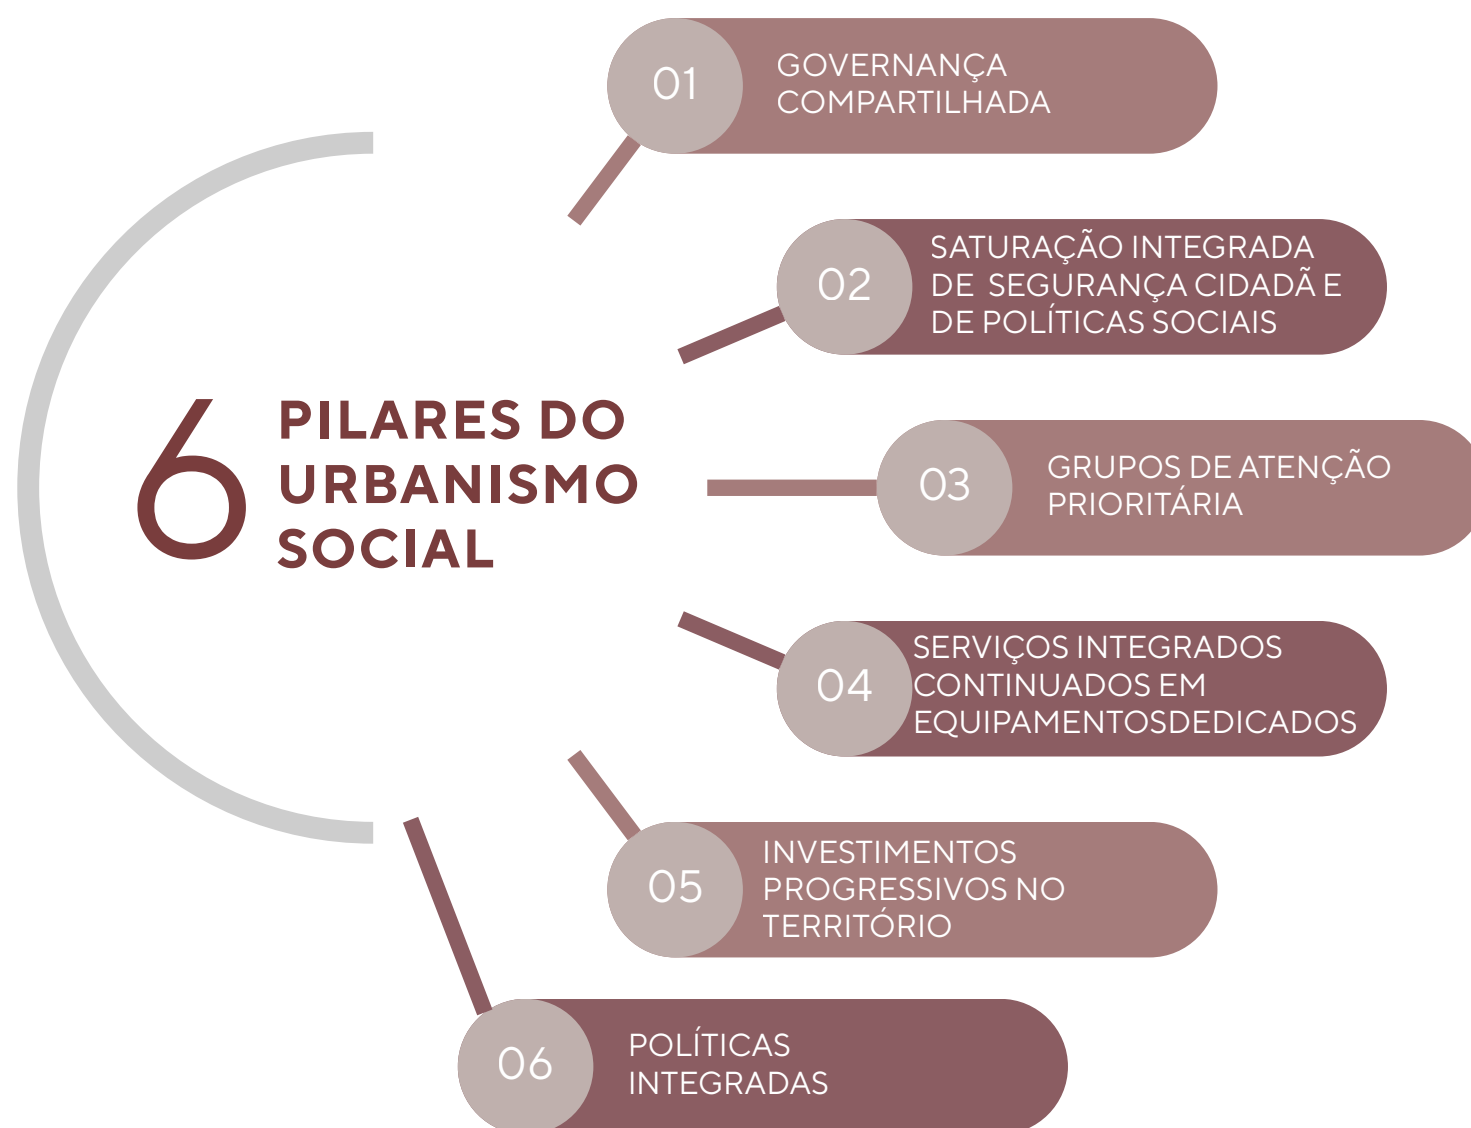 6
PILARES DO
URBANISMO
SOCIAL
01
GOVERNANÇA
COMPARTILHADA
02
SATURAÇÃO INTEGRADA
DE  SEGURANÇA CIDADÃ E
DE POLÍTICAS SOCIAIS
03
GRUPOS DE ATENÇÃO
PRIORITÁRIA
04
SERVIÇOS INTEGRADOS
CONTINUADOS EM
EQUIPAMENTOSDEDICADOS
05
INVESTIMENTOS
PROGRESSIVOS NO
TERRITÓRIO
06
POLÍTICAS
INTEGRADAS